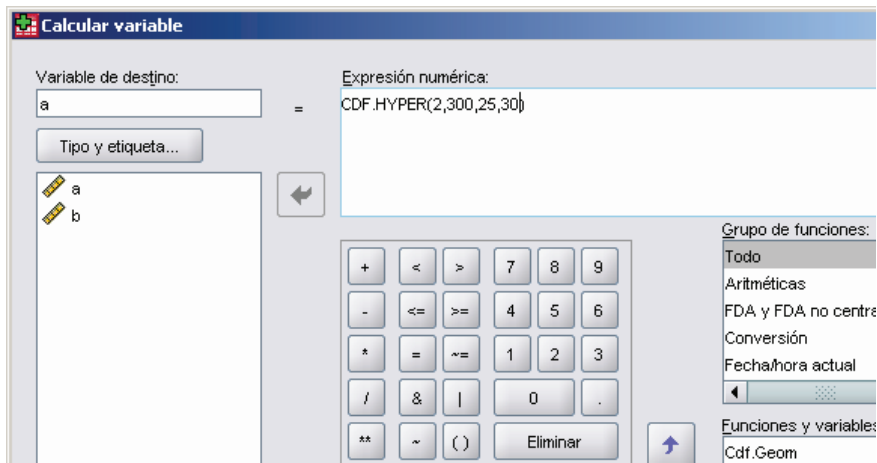 Calcular variable
Variable de destino:
a
=
Tipo y etiqueta...
a
b
Expresión numérica:
CDF.HYPER(2,300,25,30)
+ < > 7 8 9
- <= >= 4 5 6
* = ~= 1 2 3
/ & | 0 .
** ~ () Eliminar
Grupo de funciones:
Todo
Aritméticas
FDA y FDA no centra
Conversión
Fecha/hora actual
Funciones y variables
Cdf.Geom